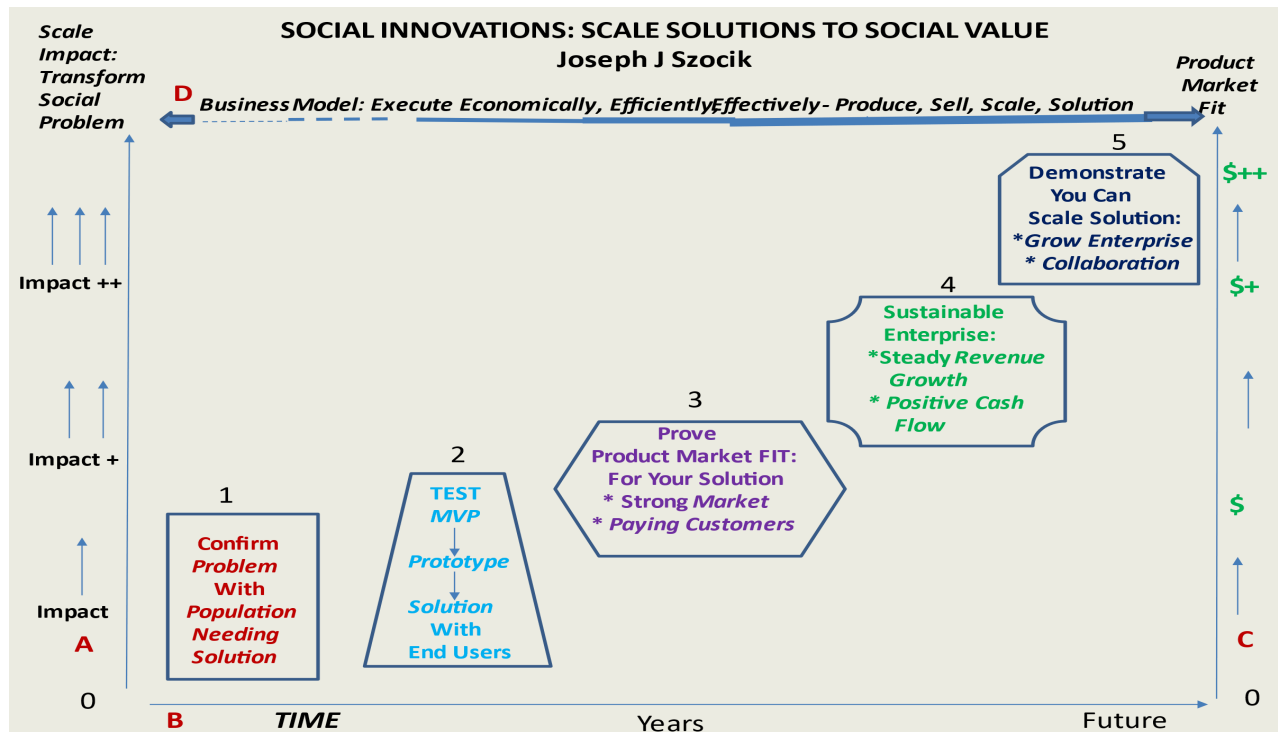 SOCIAL INNOVATIONS: SCALE SOLUTIONS TO SOCIAL VALUE
Joseph J Szocik
Scale
Impact:
Transform
Social
Problem
D
Business Model: Execute Economically, Efficiently,Effectively- Produce, Sell, Scale, Solution
Product
Market
Fit
Impact ++
Impact +
Impact
A
0
1
Confirm
Problem
With
Population
Needing
Solution
2
TEST
MVP
Prototype
Solution
With
End Users
3
Prove
Product Market FIT:
For Your Solution
* Strong Market
* Paying Customers
4
Sustainable
Enterprise:
*Steady Revenue
Growth
* Positive Cash
Flow
5
Demonstrate
You Can
Scale Solution:
*Grow Enterprise
* Collaboration
$++
$+
$
C
0
B
TIME
Years
Future